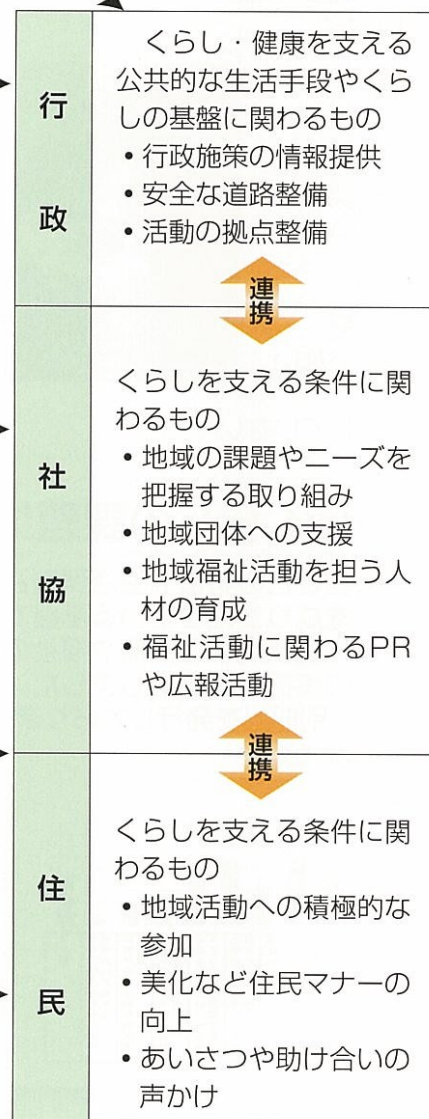 行政
くらし・健康を支える
公共的な生活手段やくら
しの基盤に関わるもの
• 行政施策の情報提供
• 安全な道路整備
• 活動の拠点整備
連携
社協
くらしを支える条件に関
わるもの
• 地域の課題やニーズを
把握する取り組み
• 地域団体への支援
• 地域福祉活動を担う人
材の育成
• 福祉活動に関わるPR
や広報活動
連携
住民
くらしを支える条件に関
わるもの
• 地域活動への積極的な
参加
• 美化など住民マナーの
向上
• あいさつや助け合いの
声かけ